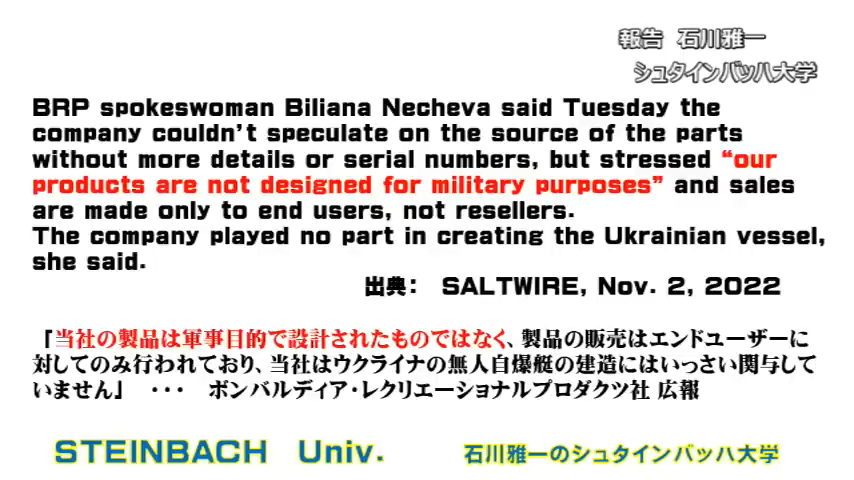 報告 石川雅一
シュタインバッハ大学
BRP spokeswoman Biliana Necheva said Tuesday the
company couldn't speculate on the source of the parts
without more details or serial numbers, but stressed “our
products are not designed for military purposes” and sales
are made only to end users, not resellers.
The company played no part in creating the Ukrainian vessel,
she said.
出典： SALTWIRE, Nov. 2, 2022
『当社の製品は軍事目的で設計されたものではなく、製品の販売はエンドユーザーに
対してのみ行われており、当社はウクライナの無人自爆艇の建造にはいっさい関与して
いません』 ・・・ ボンバルディア・レクリエーショナルプロダクツ社 広報
STEINBACH Univ. 石川雅一のシュタインバッハ大学